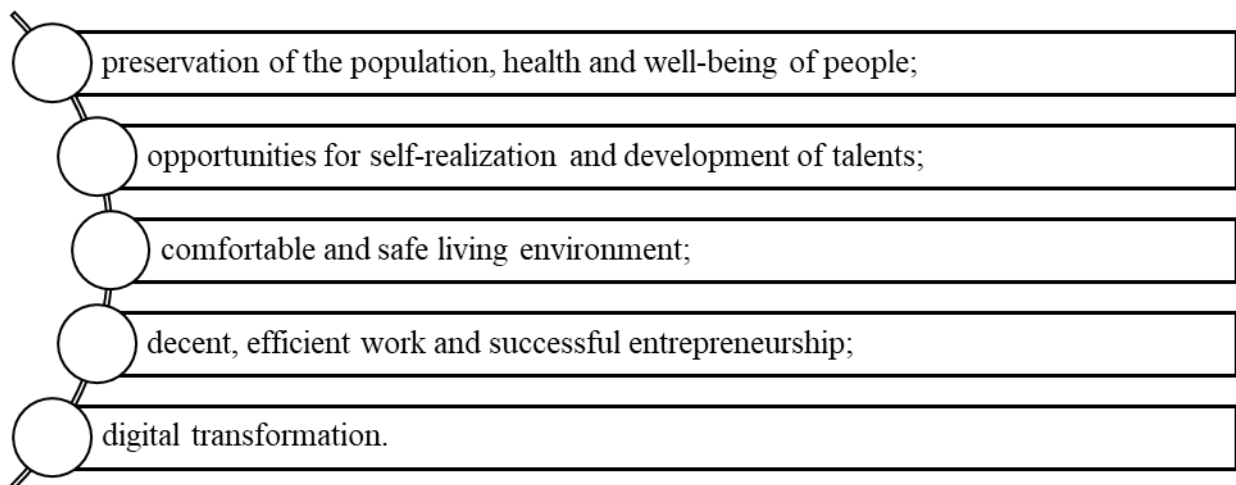 preservation of the population, health and well-being of people;
opportunities for self-realization and development of talents;
comfortable and safe living environment;
decent, efficient work and successful entrepreneurship;
digital transformation.